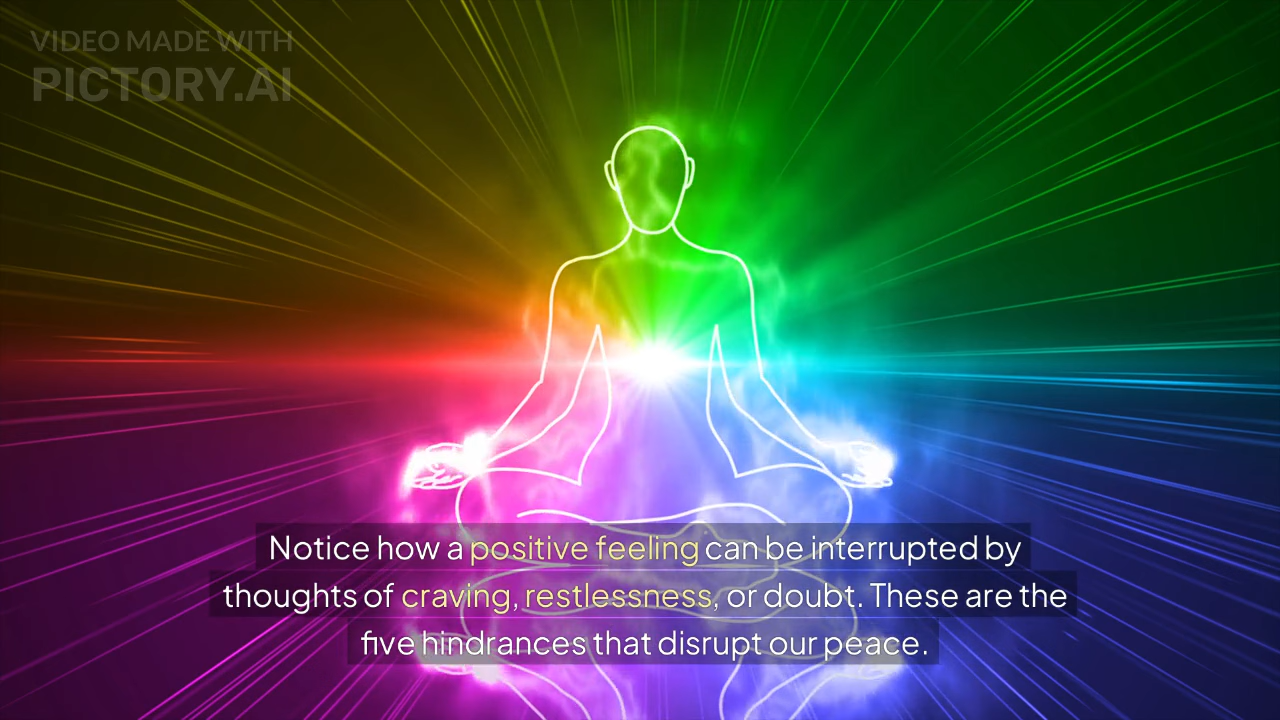 VIDEO MADE WITH
PICTORY.AI
Notice how a positive feeling can be interrupted by
thoughts of craving, restlessness, or doubt. These are the
five hindrances that disrupt our peace.